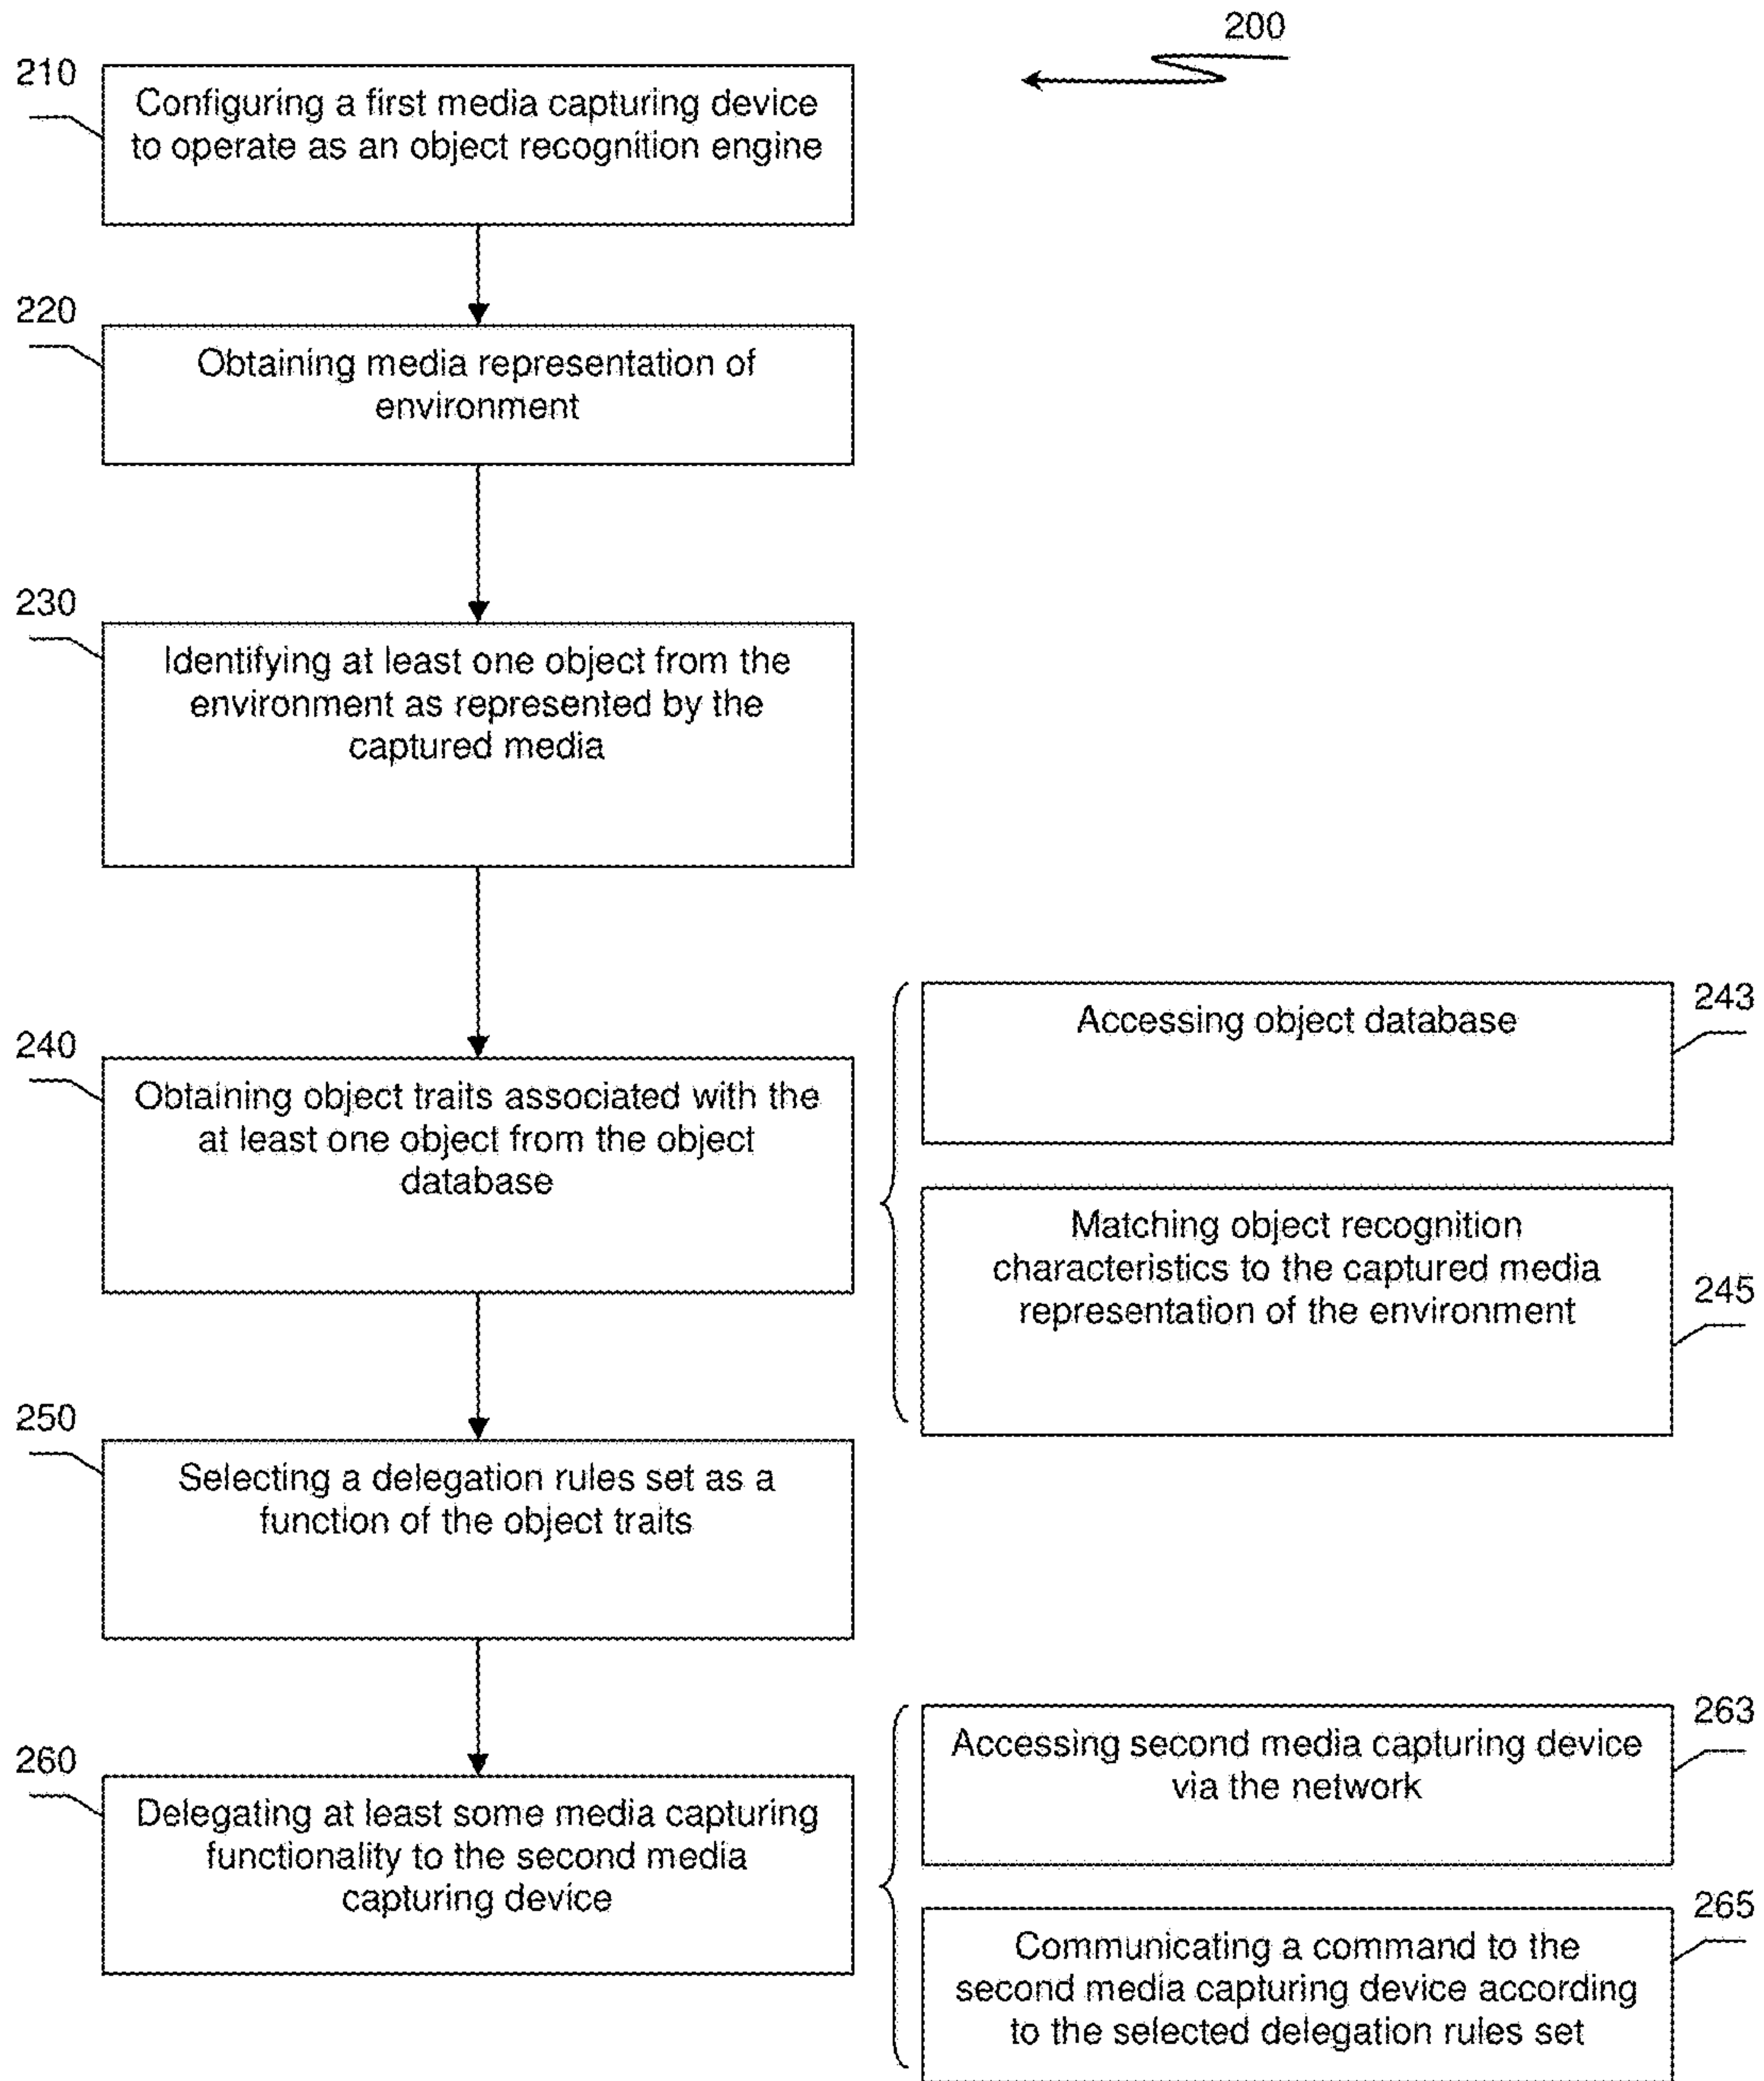 200
210
Configuring a first media capturing device
to operate as an object recognition engine
220
Obtaining media representation of
environment
230
Identifying at least one object from the
environment as represented by the
captured media
240
Obtaining object traits associated with the
at least one object from the object
database
243
Accessing object database
245
Matching object recognition
characteristics to the captured media
representation of the environment
250
Selecting a delegation rules set as a
function of the object traits
260
Delegating at least some media capturing
functionality to the second media
capturing device
263
Accessing second media capturing device
via the network
265
Communicating a command to the
second media capturing device according
to the selected delegation rules set